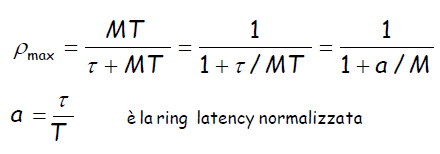 ρmax = MT / (τ + MT) = 1 / (1 + τ / MT) = 1 / (1 + a / M)
a = τ / T è la ring latency normalizzata